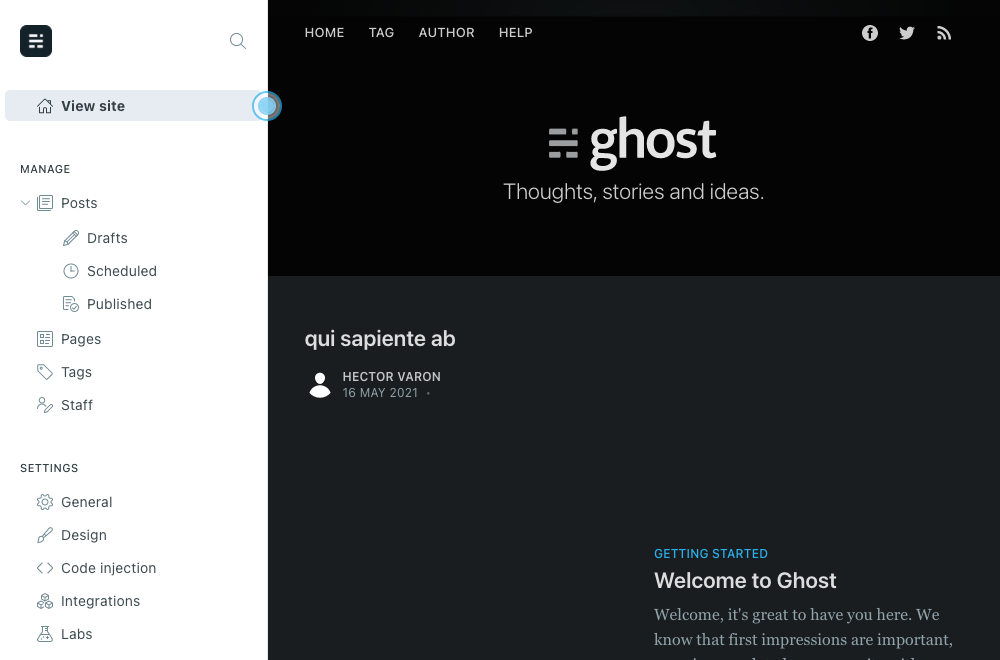 View site
MANAGE
Posts
Drafts
Scheduled
Published
Pages
Tags
Staff
SETTINGS
General
Design
Code injection
Integrations
Labs
HOME TAG AUTHOR HELP
ghost
Thoughts, stories and ideas.
qui sapiente ab
HECTOR VARON
16 MAY 2021 •
GETTING STARTED
Welcome to Ghost
Welcome, it's great to have you here. We
know that first impressions are important,